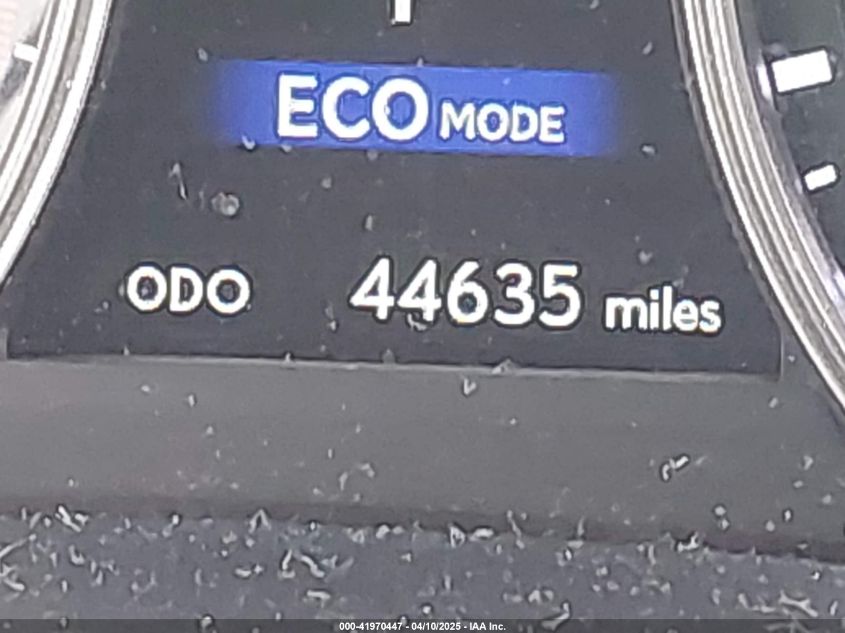 ECO MODE
ODO 44635 miles
000-41970447 - 04/10/2025 - IAA Inc.